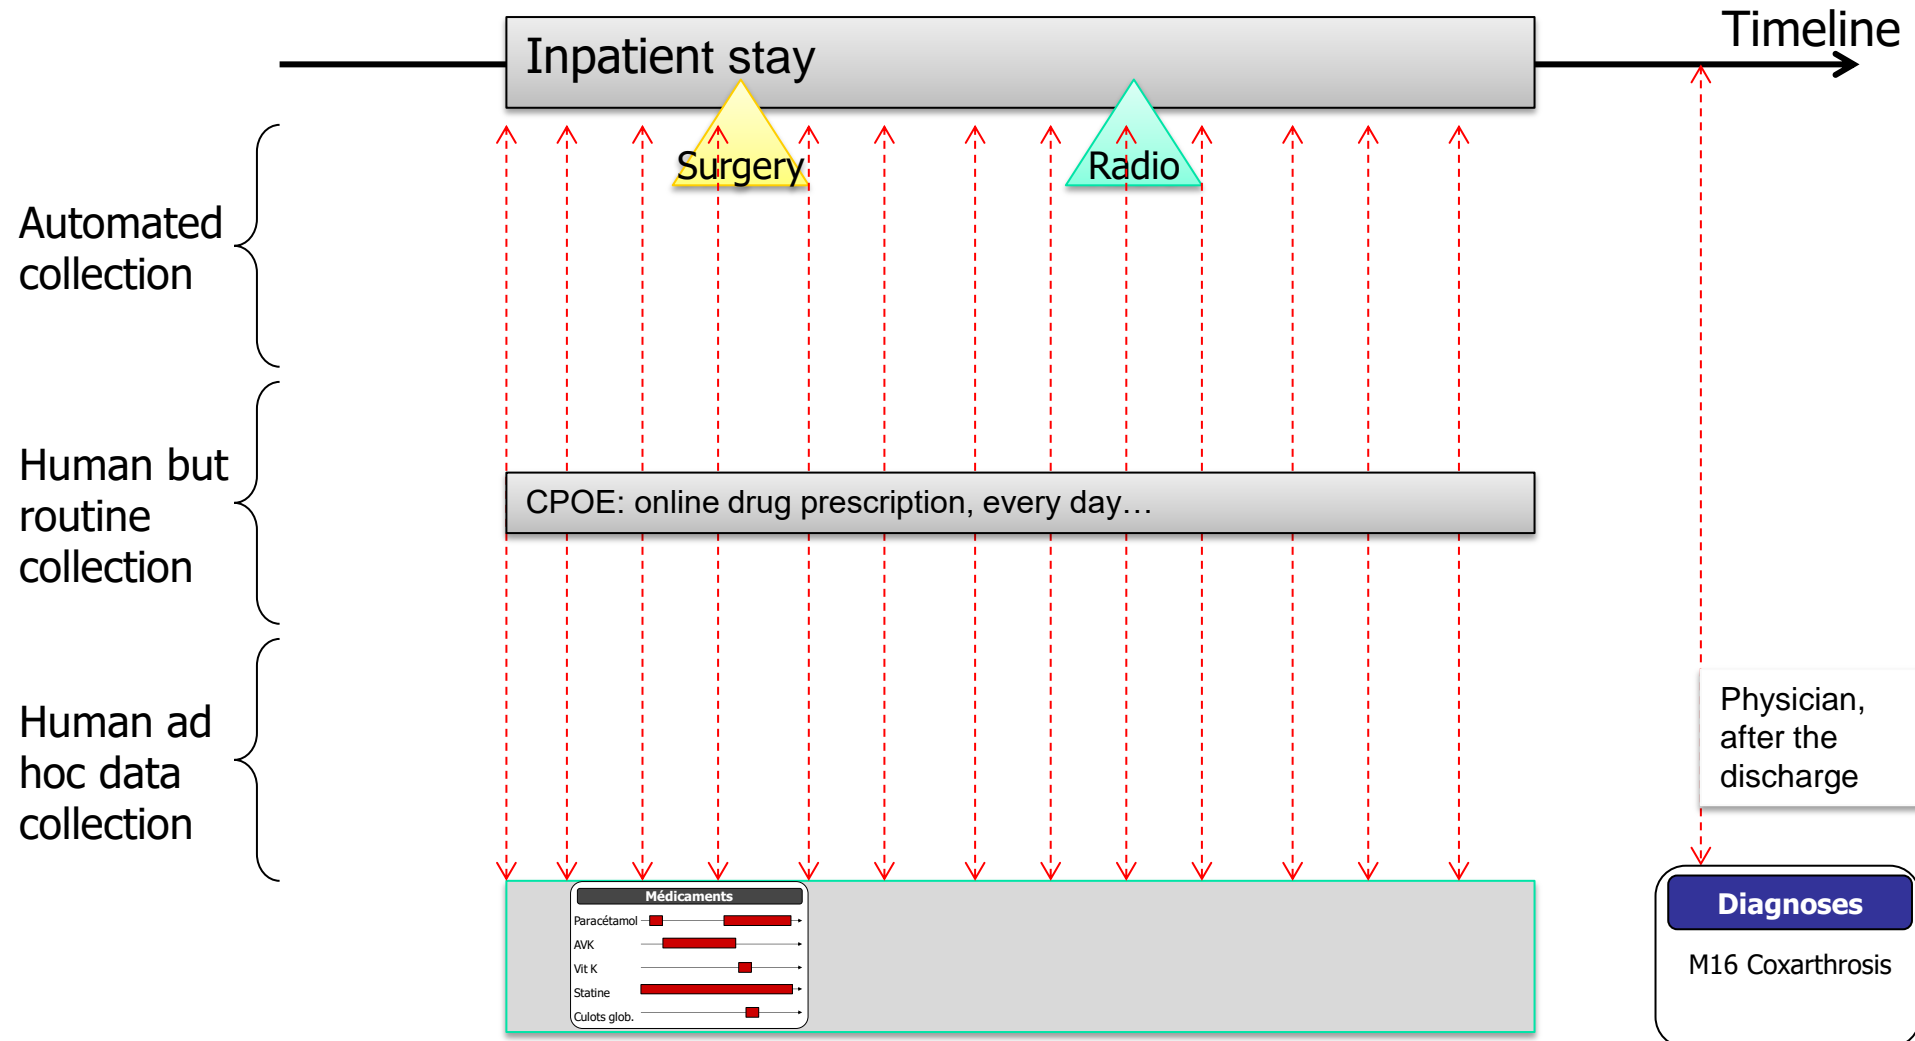 Timeline
Inpatient stay
Surgery
Radio
Automated
collection
Human but
routine
collection
CPOE: online drug prescription, every day…
Human ad
hoc data
collection
Physician,
after the
discharge
Médicaments
Paracétamol
AVK
Vit K
Statine
Culots glob.
Diagnoses
M16 Coxarthrosis